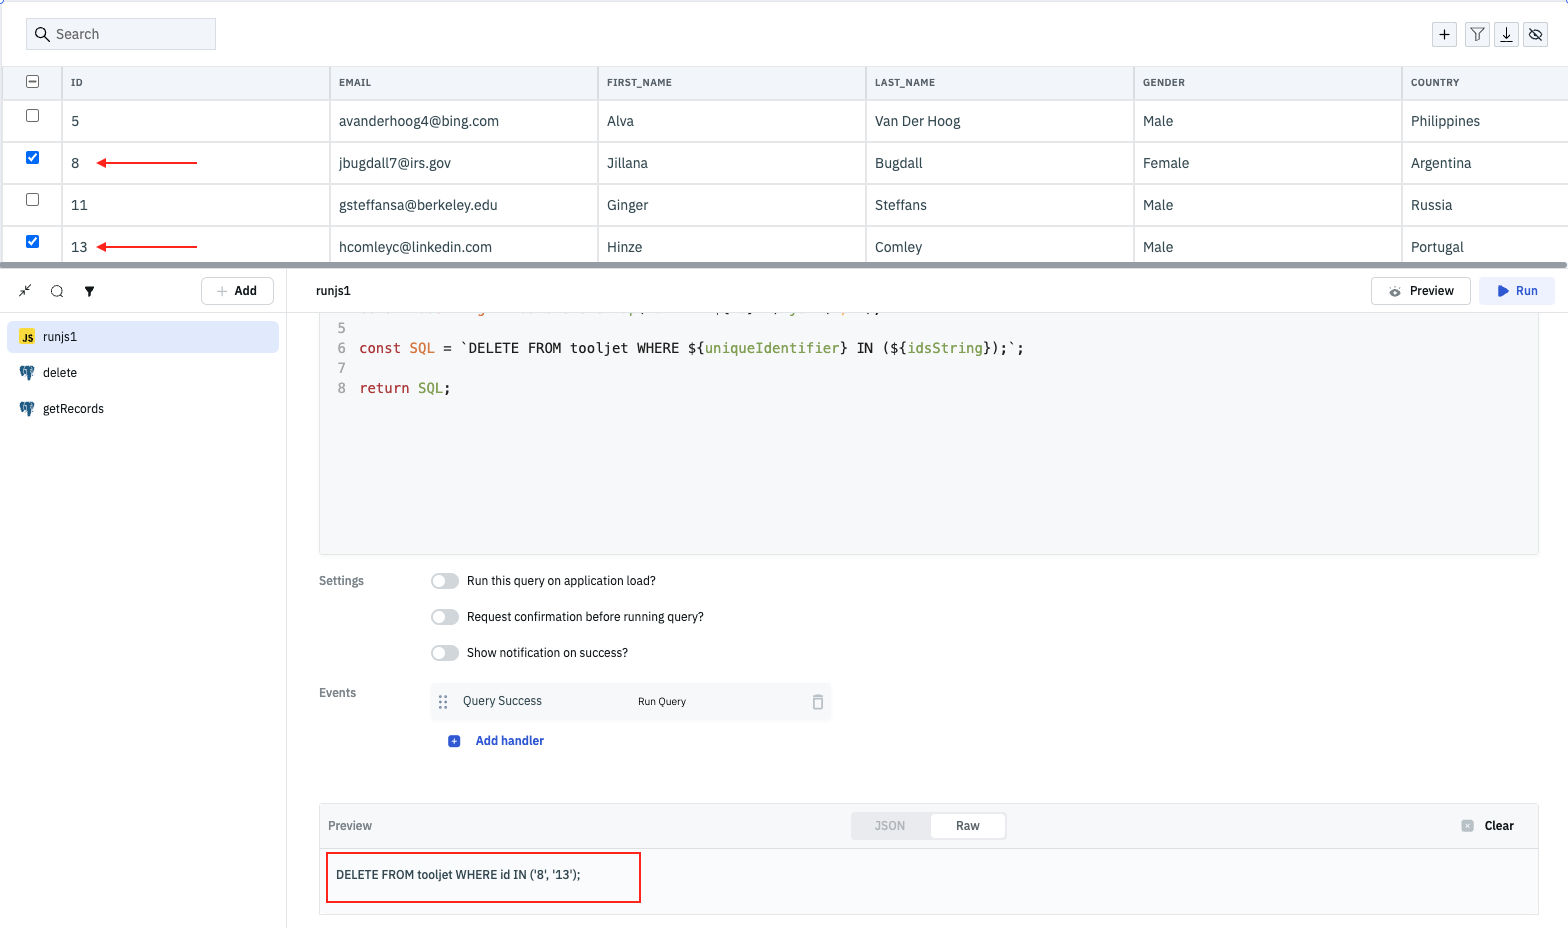 Search
ID EMAIL FIRST_NAME LAST_NAME GENDER COUNTRY
5 avanderhoog4@bing.com Alva Van Der Hoog Male Philippines
8 jbugdall7@irs.gov Jillana Bugdall Female Argentina
11 gsteffansa@berkeley.edu Ginger Steffans Male Russia
13 hcomleyc@linkedin.com Hinze Comley Male Portugal
Add
runjs1
Preview
Run
JS runjs1
delete
getRecords
5
6 const SQL = `DELETE FROM tooljet WHERE ${uniqueIdentifier} IN (${idsString});`;
7
8 return SQL;
Settings
Run this query on application load?
Request confirmation before running query?
Show notification on success?
Events
Query Success Run Query
Add handler
Preview JSON Raw Clear
DELETE FROM tooljet WHERE id IN ('8', '13');